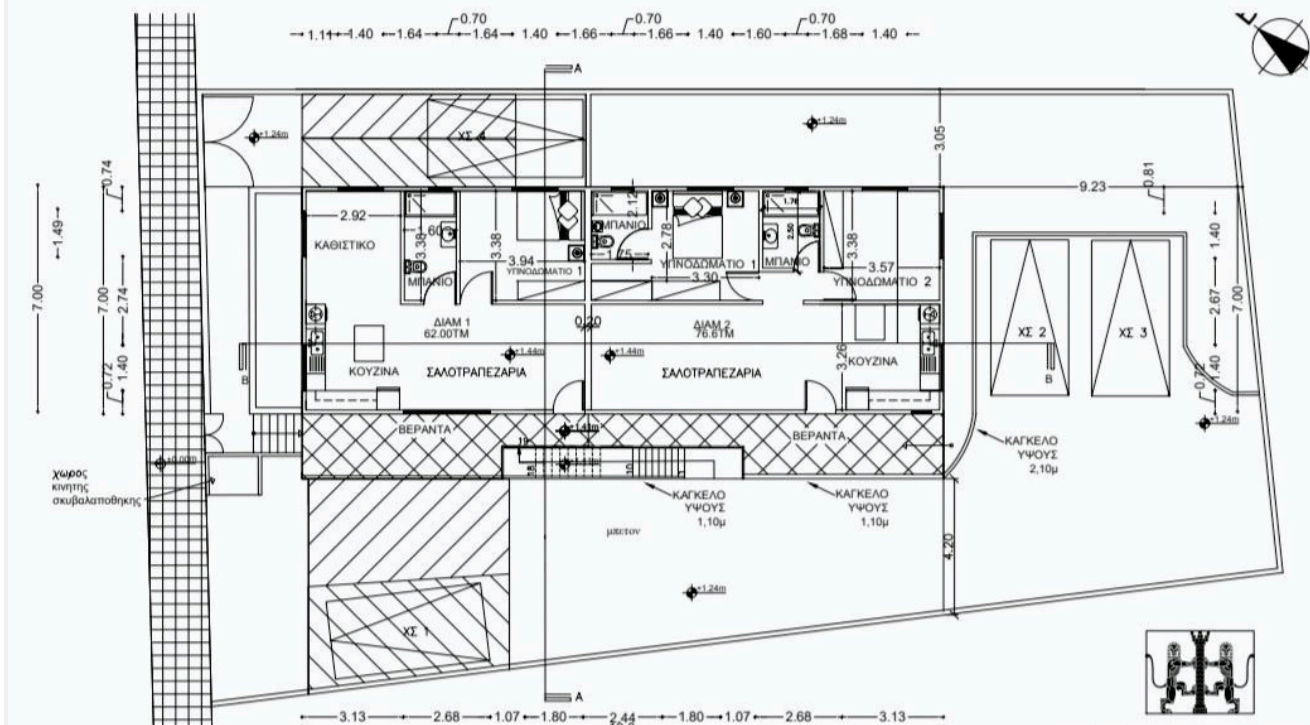 0.70 0.70 0.70
1.11 1.40 1.64 1.64 1.40 1.66 1.66 1.40 1.60 1.68 1.40
A
+1.24m
ΧΣ 4
+1.24m
3.05
9.23
0.81
0.74
1.49
7.00
7.00
2.74
0.72
1.40
2.92
ΚΑΘΙΣΤΙΚΟ
3.38
ΜΠΑΝΙΟ
3.38
3.94
ΥΠΝΟΔΩΜΑΤΙΟ 1
2.12
ΜΠΑΝΙΟ
1.75
2.78
ΥΠΝΟΔΩΜΑΤΙΟ 1
3.30
2.50
ΜΠΑΝΙΟ
3.38
3.57
ΥΠΝΟΔΩΜΑΤΙΟ 2
1.40
2.67
7.00
1.40
0.72
ΔΙΑΜ 1
62.00ΤΜ
0.20
ΔΙΑΜ 2
76.6ΤΜ
ΧΣ 2
ΧΣ 3
+1.44m
+1.44m
B
ΚΟΥΖΙΝΑ
ΣΑΛΟΤΡΑΠΕΖΑΡΙΑ
ΣΑΛΟΤΡΑΠΕΖΑΡΙΑ
3.26
ΚΟΥΖΙΝΑ
B
+1.24m
ΒΕΡΑΝΤΑ
+1.41m
ΒΕΡΑΝΤΑ
19
18
10
1
ΚΑΓΚΕΛΟ
ΥΨΟΥΣ
2,10μ
+0.00m
χωρος
κινητης
σκυβαλαποθηκης
ΚΑΓΚΕΛΟ
ΥΨΟΥΣ
1,10μ
ΚΑΓΚΕΛΟ
ΥΨΟΥΣ
1,10μ
μπετον
4.20
+1.24m
ΧΣ 1
A
3.13 2.68 1.07 1.80 2.44 1.80 1.07 2.68 3.13